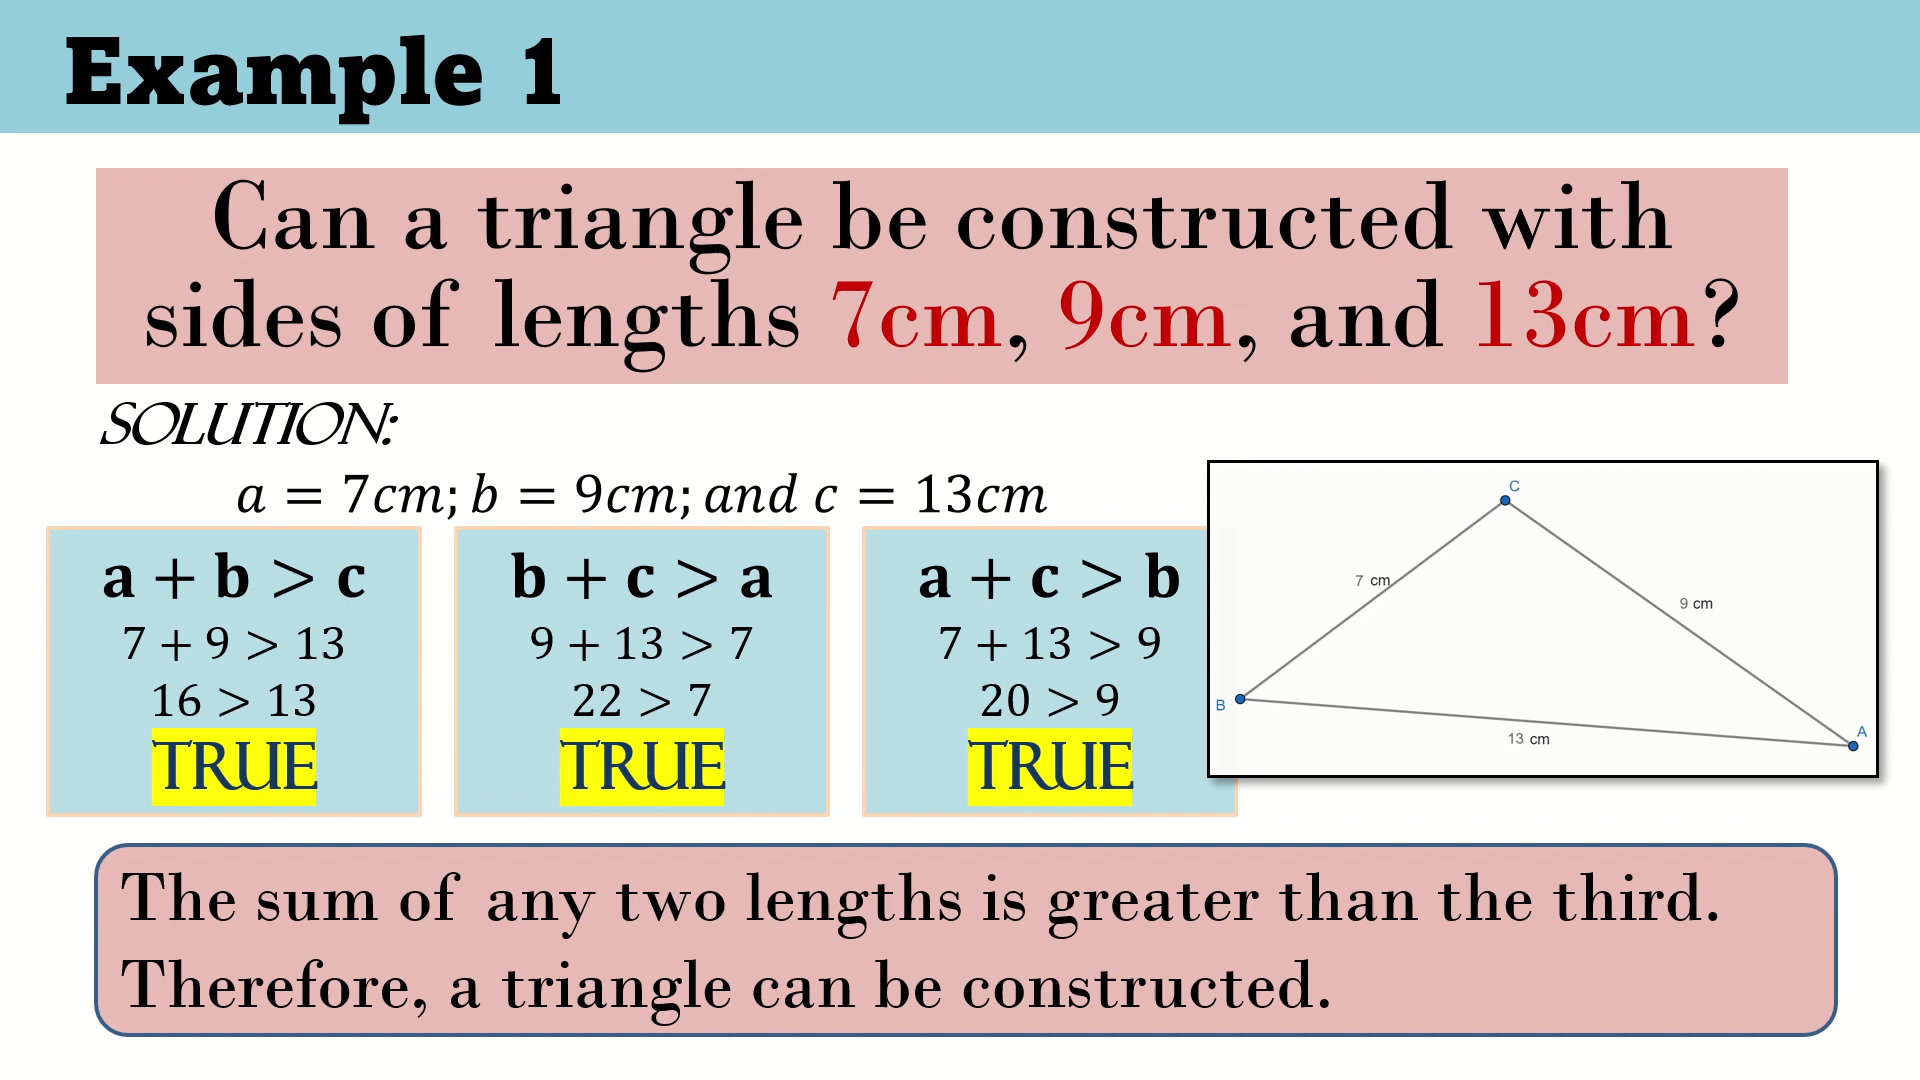 Example 1
Can a triangle be constructed with
sides of lengths 7cm, 9cm, and 13cm?
SOLUTION:
a = 7cm; b = 9cm; and c = 13cm
a + b > c
7 + 9 > 13
16 > 13
TRUE
b + c > a
9 + 13 > 7
22 > 7
TRUE
a + c > b
7 + 13 > 9
20 > 9
TRUE
C
7 cm
9 cm
B
A
13 cm
The sum of any two lengths is greater than the third.
Therefore, a triangle can be constructed.